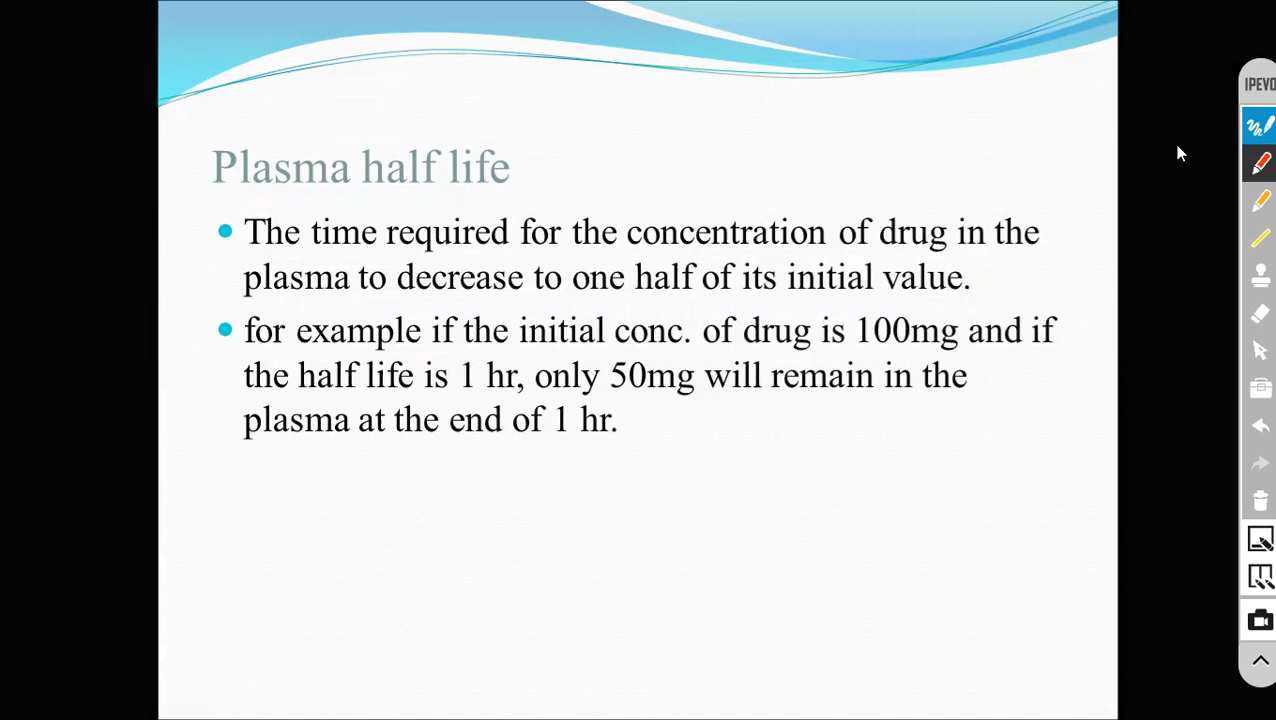 Plasma half life
The time required for the concentration of drug in the
plasma to decrease to one half of its initial value.
for example if the initial conc. of drug is 100mg and if
the half life is 1 hr, only 50mg will remain in the
plasma at the end of 1 hr.
IPEVO